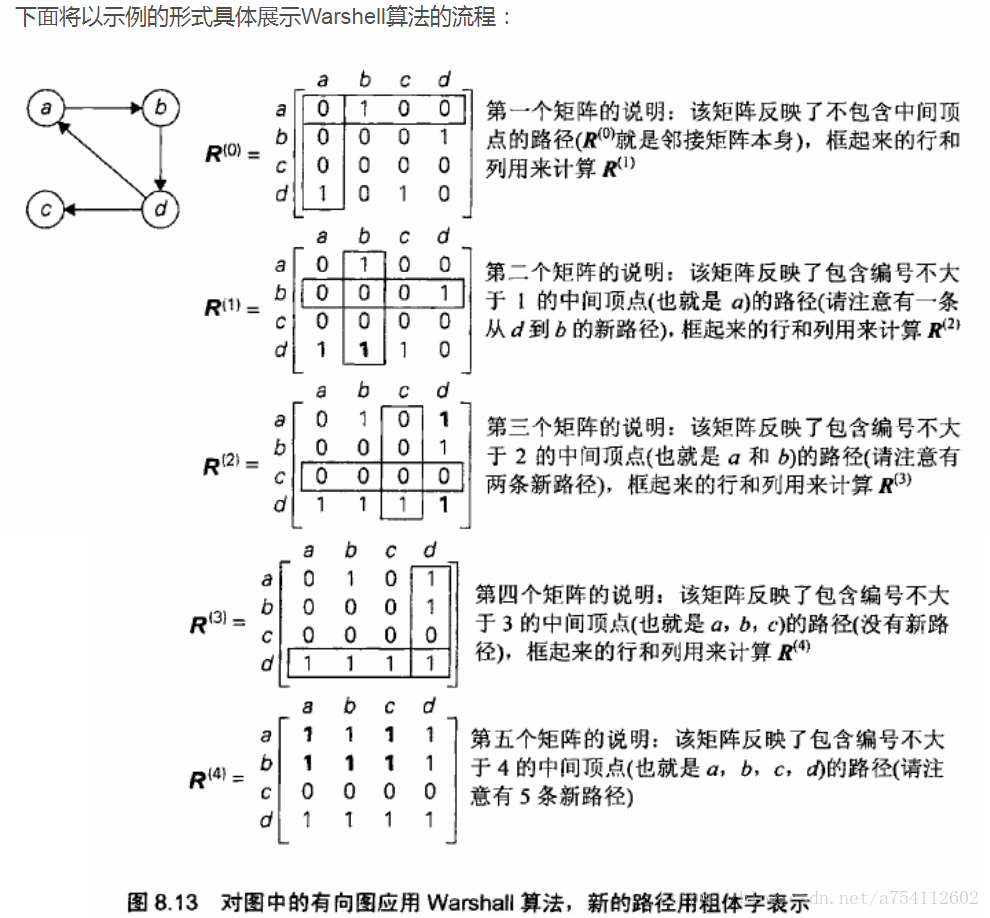 下面将以示例的形式具体展示Warshell算法的流程：
a b
c d
a b c d
a 0 1 0 0
b 0 0 0 1
c 0 0 0 0
d 1 0 1 0
R(0) =
第一个矩阵的说明：该矩阵反映了不包含中间顶
点的路径(R(0)就是邻接矩阵本身)，框起来的行和
列用来计算 R(1)
a b c d
a 0 1 0 0
b 0 0 0 1
c 0 0 0 0
d 1 1 1 0
R(1) =
第二个矩阵的说明：该矩阵反映了包含编号不大
于 1 的中间顶点(也就是 a)的路径(请注意有一条
从 d 到 b 的新路径)，框起来的行和列用来计算 R(2)
a b c d
a 0 1 0 1
b 0 0 0 1
c 0 0 0 0
d 1 1 1 1
R(2) =
第三个矩阵的说明：该矩阵反映了包含编号不大
于 2 的中间顶点(也就是 a 和 b)的路径(请注意有
两条新路径)，框起来的行和列用来计算 R(3)
a b c d
a 0 1 0 1
b 0 0 0 1
c 0 0 0 0
d 1 1 1 1
R(3) =
第四个矩阵的说明：该矩阵反映了包含编号不大
于 3 的中间顶点(也就是 a，b，c)的路径(没有新路
径)，框起来的行和列用来计算 R(4)
a b c d
a 1 1 1 1
b 1 1 1 1
c 0 0 0 0
d 1 1 1 1
R(4) =
第五个矩阵的说明：该矩阵反映了包含编号不大
于 4 的中间顶点(也就是 a，b，c，d)的路径(请注
意有 5 条新路径)
图 8.13 对图中的有向图应用 Warshall 算法，新的路径用粗体字表示
dn.net/a754112602